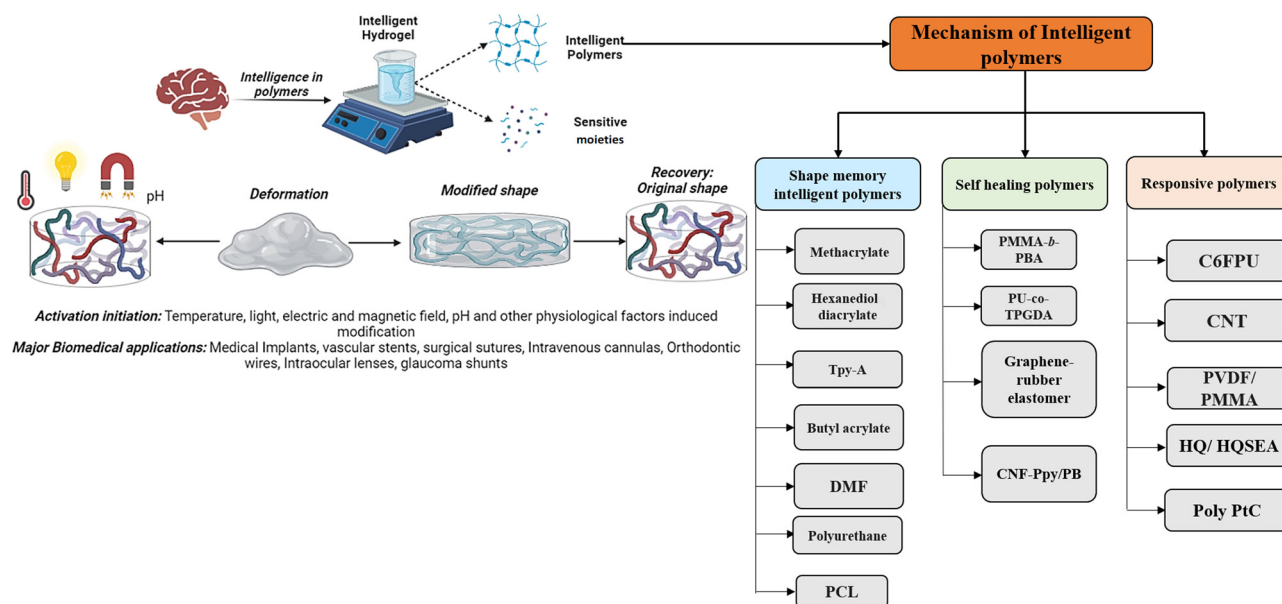 Intelligent
Hydrogel
Intelligence in
polymers
Intelligent
Polymers
Sensitive
moieties
Mechanism of Intelligent
polymers
pH
Deformation
Modified shape
Recovery:
Original shape
Activation initiation: Temperature, light, electric and magnetic field, pH and other physiological factors induced
modification
Major Biomedical applications: Medical Implants, vascular stents, surgical sutures, Intravenous cannulas, Orthodontic
wires, Intraocular lenses, glaucoma shunts
Shape memory
intelligent polymers
Methacrylate
Hexanediol
diacrylate
Tpy-A
Butyl acrylate
DMF
Polyurethane
PCL
Self healing polymers
PMMA-b-
PBA
PU-co-
TPGDA
Graphene-
rubber
elastomer
CNF-Ppy/PB
Responsive polymers
C6FPU
CNT
PVDF/
PMMA
HQ/ HQSEA
Poly PtC